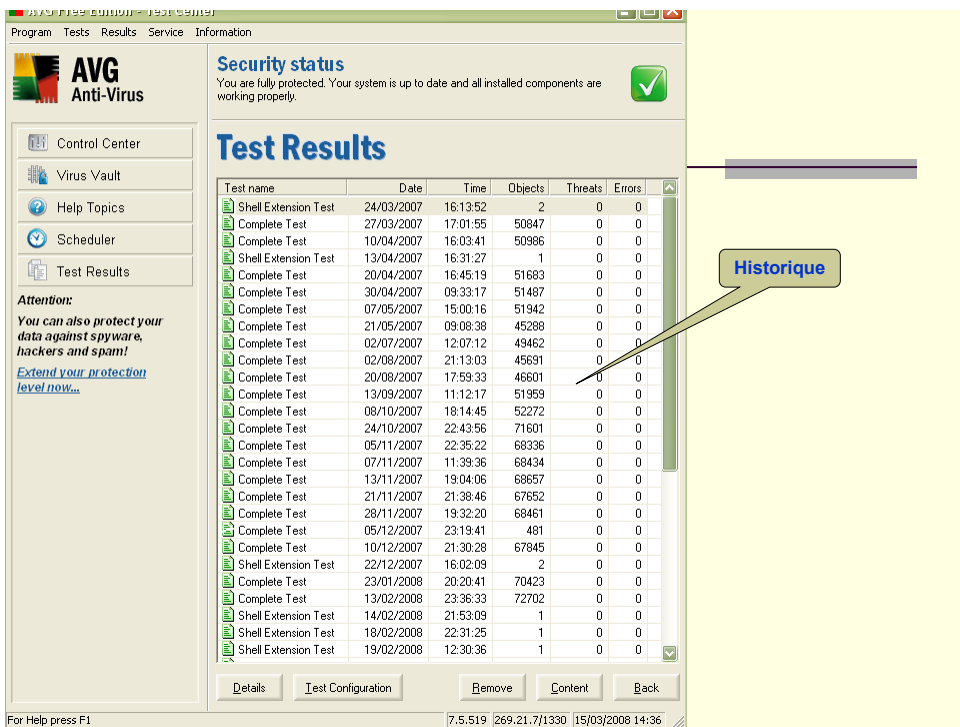 AVG Free Edition - Test Center
Program Tests Results Service Information
AVG
Anti-Virus
Security status
You are fully protected. Your system is up to date and all installed components are
working properly.
Control Center
Virus Vault
Help Topics
Scheduler
Test Results
Attention:
You can also protect your
data against spyware,
hackers and spam!
Extend your protection
level now...
Test Results
Test name Date Time Objects Threats Errors
Shell Extension Test 24/03/2007 16:13:52 2 0 0
Complete Test 27/03/2007 17:01:55 50847 0 0
Complete Test 10/04/2007 16:03:41 50986 0 0
Shell Extension Test 13/04/2007 16:31:27 1 0 0
Complete Test 20/04/2007 16:45:19 51683 0 0
Complete Test 30/04/2007 09:33:17 51487 0 0
Complete Test 07/05/2007 15:00:16 51942 0 0
Complete Test 21/05/2007 09:08:38 45288 0 0
Complete Test 02/07/2007 12:07:12 49462 0 0
Complete Test 02/08/2007 21:13:03 45691 0 0
Complete Test 20/08/2007 17:59:33 46601 0 0
Complete Test 13/09/2007 11:12:17 51959 0 0
Complete Test 08/10/2007 18:14:45 52272 0 0
Complete Test 24/10/2007 22:43:56 71601 0 0
Complete Test 05/11/2007 22:35:22 68336 0 0
Complete Test 07/11/2007 11:39:36 68434 0 0
Complete Test 13/11/2007 19:04:06 68657 0 0
Complete Test 21/11/2007 21:38:46 67652 0 0
Complete Test 28/11/2007 19:32:20 68461 0 0
Complete Test 05/12/2007 23:19:41 481 0 0
Complete Test 10/12/2007 21:30:28 67845 0 0
Shell Extension Test 22/12/2007 16:02:09 2 0 0
Complete Test 23/01/2008 20:20:41 70423 0 0
Complete Test 13/02/2008 23:36:33 72702 0 0
Shell Extension Test 14/02/2008 21:53:09 1 0 0
Shell Extension Test 18/02/2008 22:31:25 1 0 0
Shell Extension Test 19/02/2008 12:30:36 1 0 0
Historique
Details Test Configuration Remove Content Back
For Help press F1 7.5.519 269.21.7/1330 15/03/2008 14:36